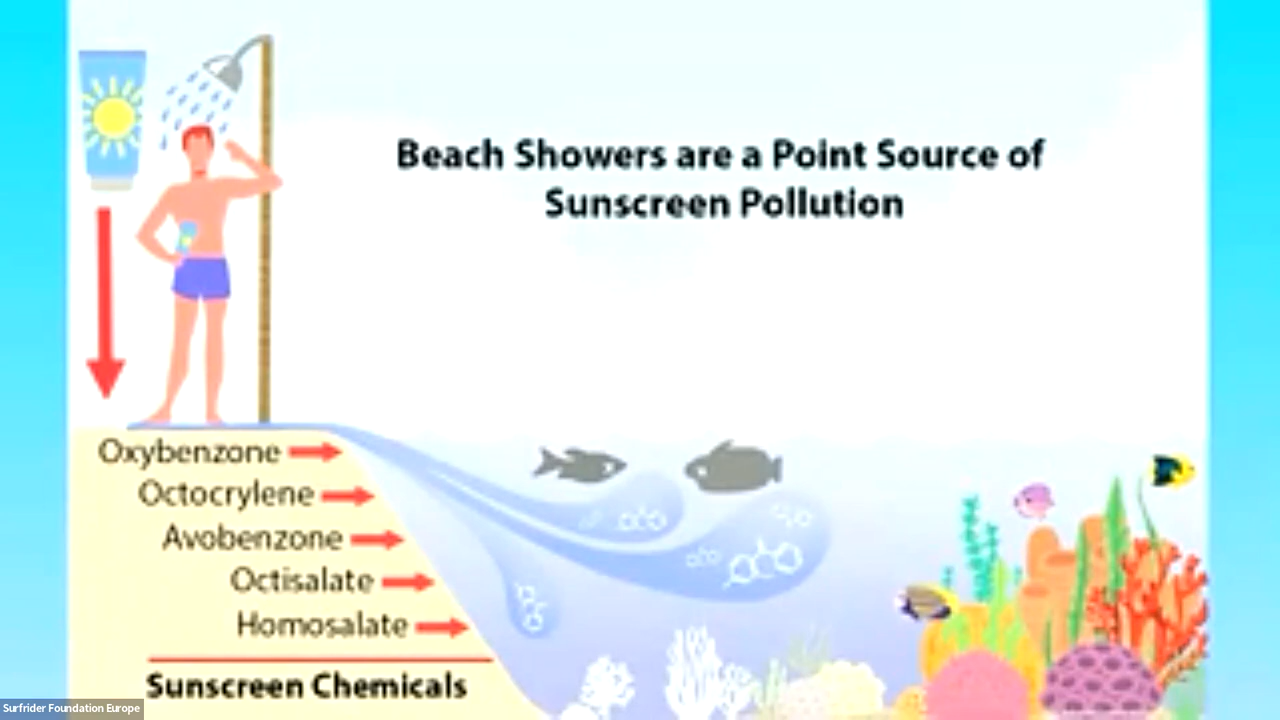 Beach Showers are a Point Source of
Sunscreen Pollution
Oxybenzone
Octocrylene
Avobenzone
Octisalate
Homosalate
Sunscreen Chemicals
Surfrider Foundation Europe